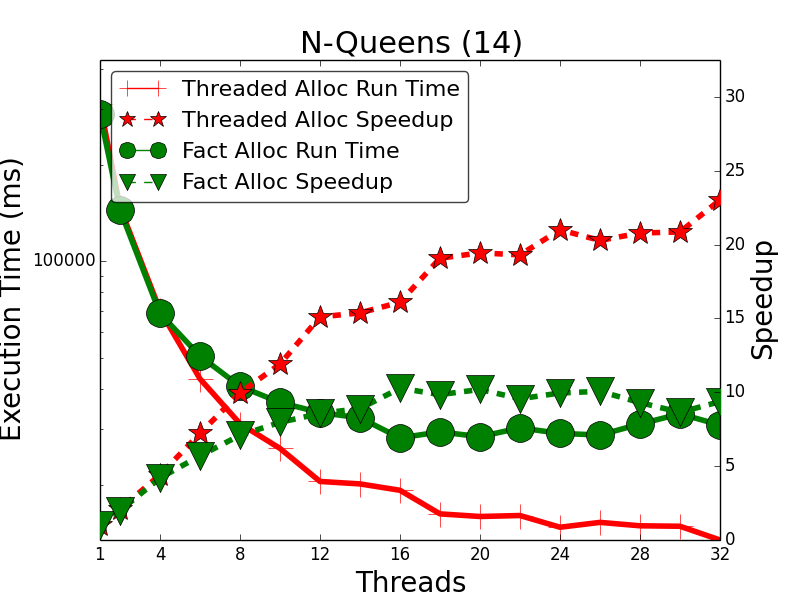 N-Queens (14)
Threaded Alloc Run Time
Threaded Alloc Speedup
Fact Alloc Run Time
Fact Alloc Speedup
Execution Time (ms)
100000
30
25
20
15
10
5
0
Speedup
1 4 8 12 16 20 24 28 32
Threads